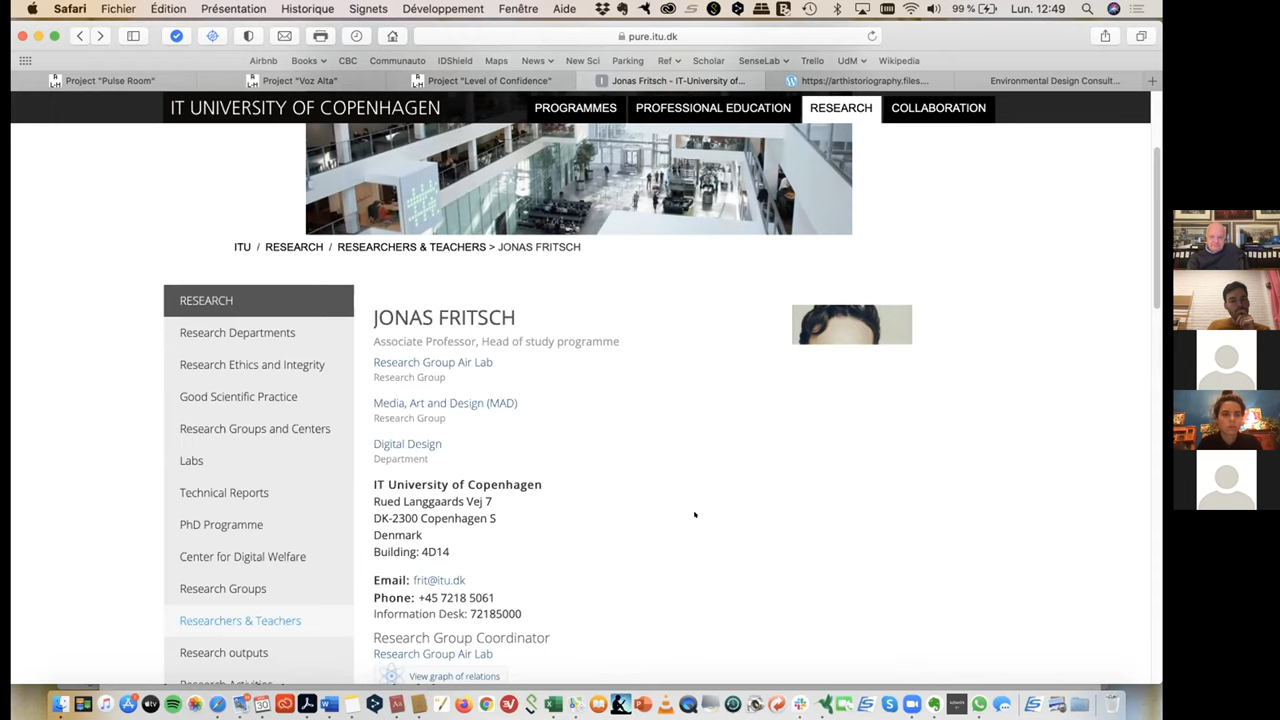 Safari Fichier Édition Présentation Historique Signets Développement Fenêtre Aide 99 % Lun. 12:49
pure.itu.dk
Airbnb Books CBC Communauto IDShield Maps News New Sci Parking Ref Scholar SenseLab Trello UdM Wikipedia
Project "Pulse Room" Project "Voz Alta" Project "Level of Confidence" Jonas Fritsch - IT-University of... https://arthistoriography.files.... Environmental Design Consult...
IT UNIVERSITY OF COPENHAGEN PROGRAMMES PROFESSIONAL EDUCATION RESEARCH COLLABORATION
ITU / RESEARCH / RESEARCHERS & TEACHERS > JONAS FRITSCH
RESEARCH
Research Departments
Research Ethics and Integrity
Good Scientific Practice
Research Groups and Centers
Labs
Technical Reports
PhD Programme
Center for Digital Welfare
Research Groups
Researchers & Teachers
Research outputs
Research Activities
JONAS FRITSCH
Associate Professor, Head of study programme
Research Group Air Lab
Research Group
Media, Art and Design (MAD)
Research Group
Digital Design
Department
IT University of Copenhagen
Rued Langgaards Vej 7
DK-2300 Copenhagen S
Denmark
Building: 4D14
Email: frit@itu.dk
Phone: +45 7218 5061
Information Desk: 72185000
Research Group Coordinator
Research Group Air Lab
View graph of relations